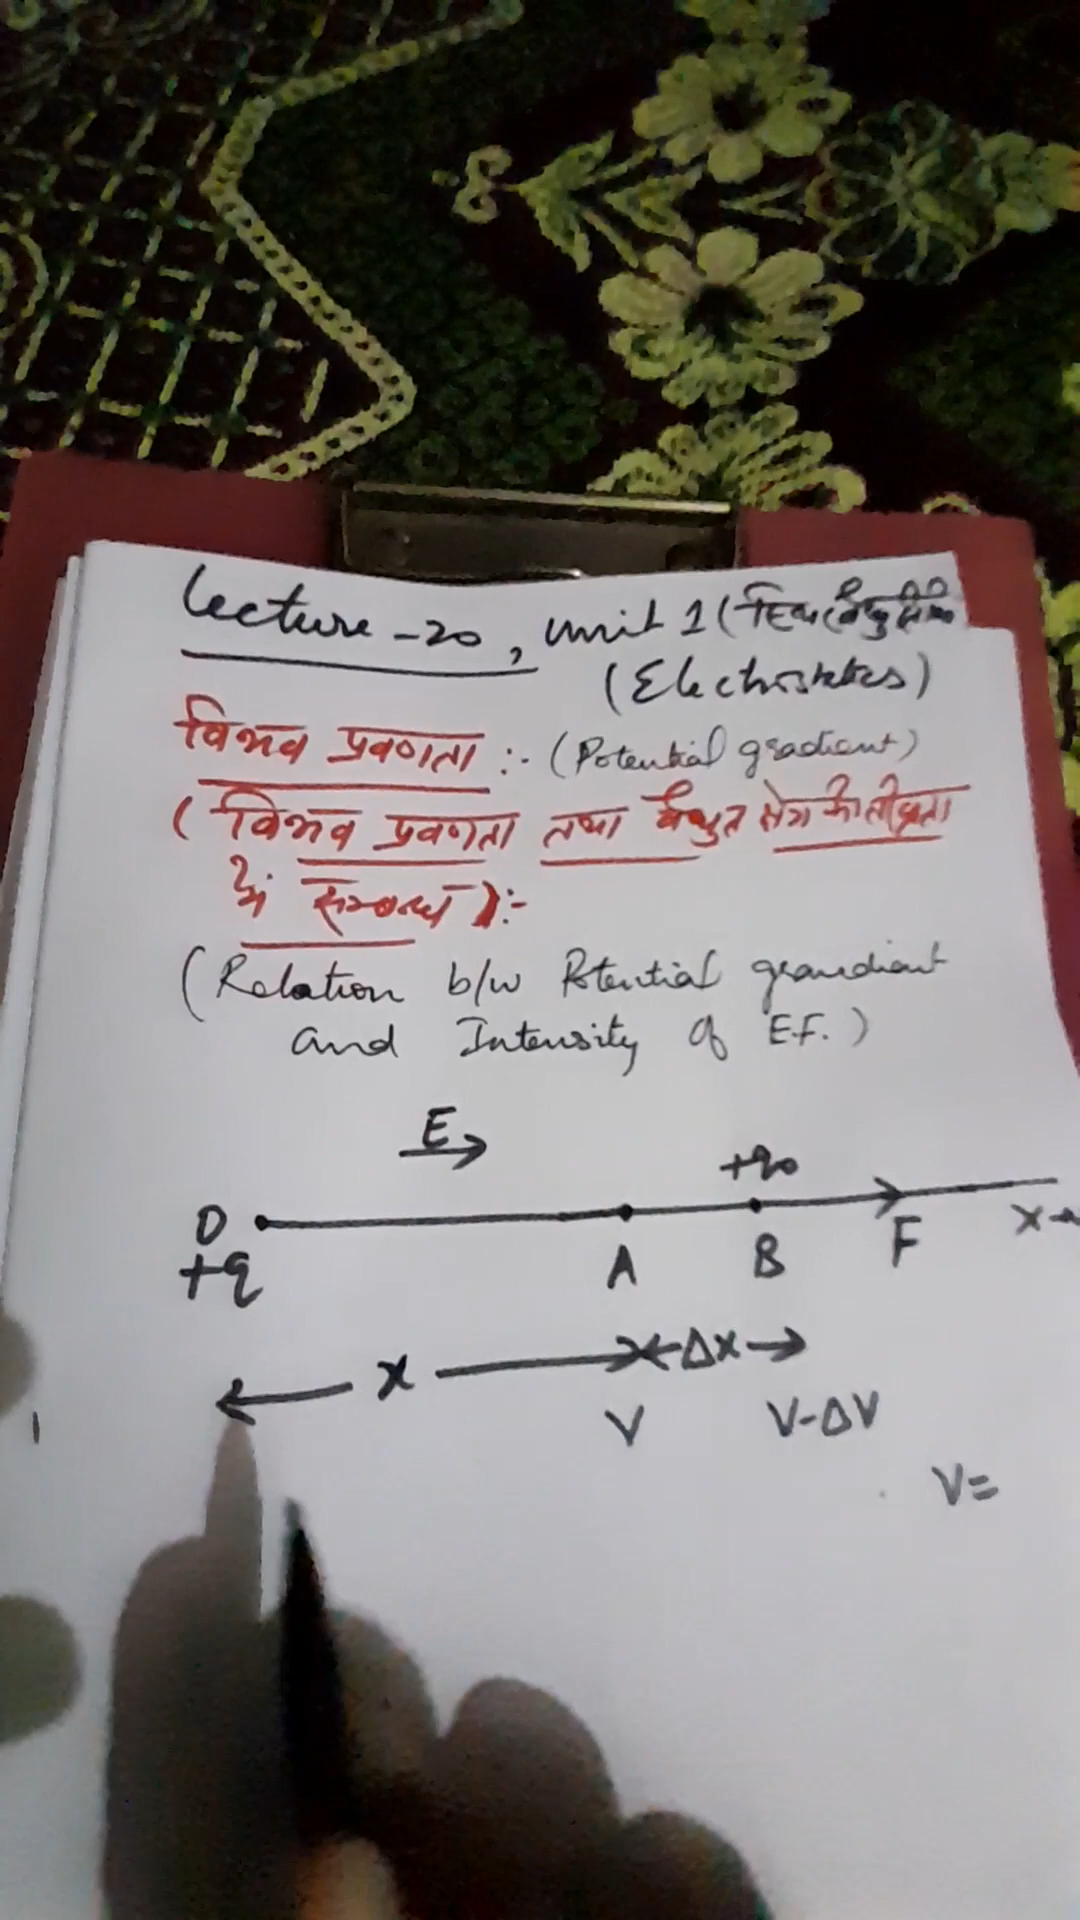 Lecture-20, unit 1 (
(Electrostatics)
विभव प्रवणता :- (Potential gradient)
( विभव प्रवणता तथा वैद्युत क्षेत्र की तीव्रता
में सम्बन्ध ):-
(Relation b/w Potential graudient
and Intensity of E.F.)
E
+q₀
O A B F X
+q
x Δx
V V-ΔV
V=